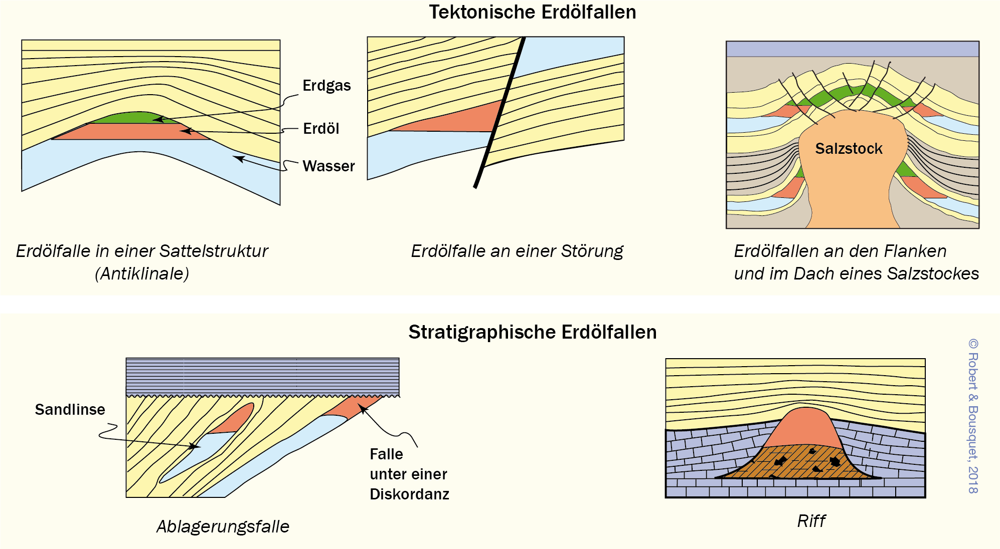 Tektonische Erdölfallen
Erdgas
Erdöl
Wasser
Salzstock
Erdölfalle in einer Sattelstruktur
(Antiklinale)
Erdölfalle an einer Störung
Erdölfallen an den Flanken
und im Dach eines Salzstockes
Stratigraphische Erdölfallen
Sandlinse
Falle
unter einer
Diskordanz
Ablagerungsfalle
Riff
© Robert & Bousquet, 2018